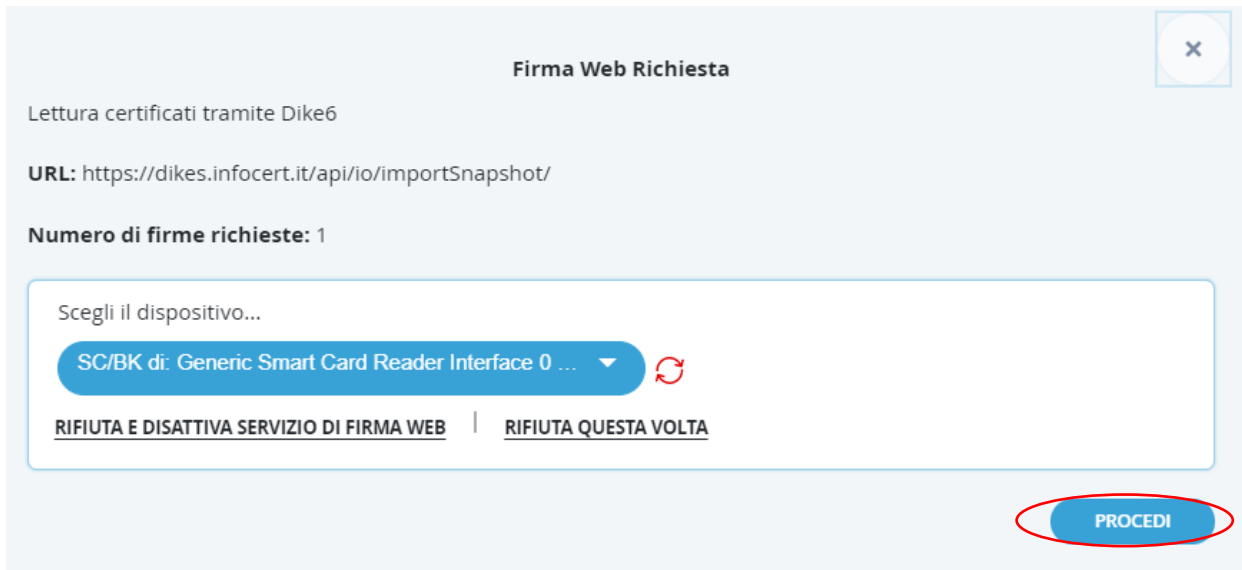 Firma Web Richiesta
Lettura certificati tramite Dike6
URL: https://dikes.infocert.it/api/io/importSnapshot/
Numero di firme richieste: 1
Scegli il dispositivo...
SC/BK di: Generic Smart Card Reader Interface 0 ...
RIFIUTA E DISATTIVA SERVIZIO DI FIRMA WEB | RIFIUTA QUESTA VOLTA
PROCEDI